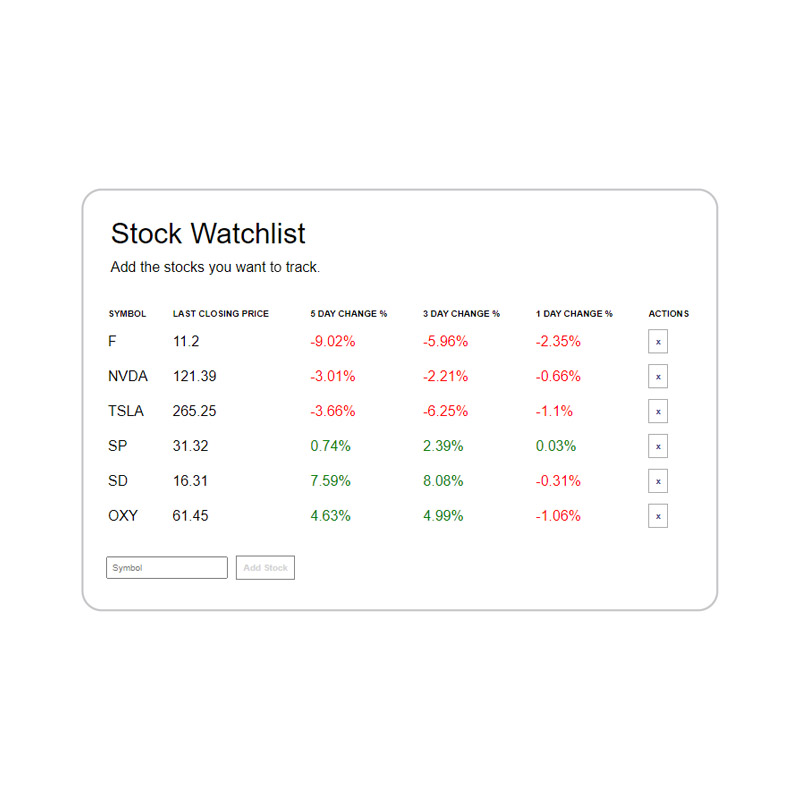 Stock Watchlist
Add the stocks you want to track.
SYMBOL LAST CLOSING PRICE 5 DAY CHANGE % 3 DAY CHANGE % 1 DAY CHANGE % ACTIONS
F 11.2 -9.02% -5.96% -2.35% x
NVDA 121.39 -3.01% -2.21% -0.66% x
TSLA 265.25 -3.66% -6.25% -1.1% x
SP 31.32 0.74% 2.39% 0.03% x
SD 16.31 7.59% 8.08% -0.31% x
OXY 61.45 4.63% 4.99% -1.06% x
Symbol Add Stock